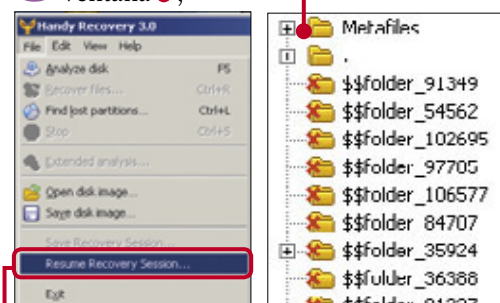 ventana
Handy Recovery 3.0
File Edit View Help
Analyze disk F5
Recover files... Ctrl+R
Find lost partitions... Ctrl+L
Stop Ctrl+S
Extended analysis...
Open disk image...
Save disk image...
Save Recovery Session...
Resume Recovery Session...
Exit
Metafiles
.
$$folder_91349
$$folder_54562
$$folder_102695
$$folder_97705
$$folder_106577
$$folder_84707
$$folder_35924
$$folder_36388